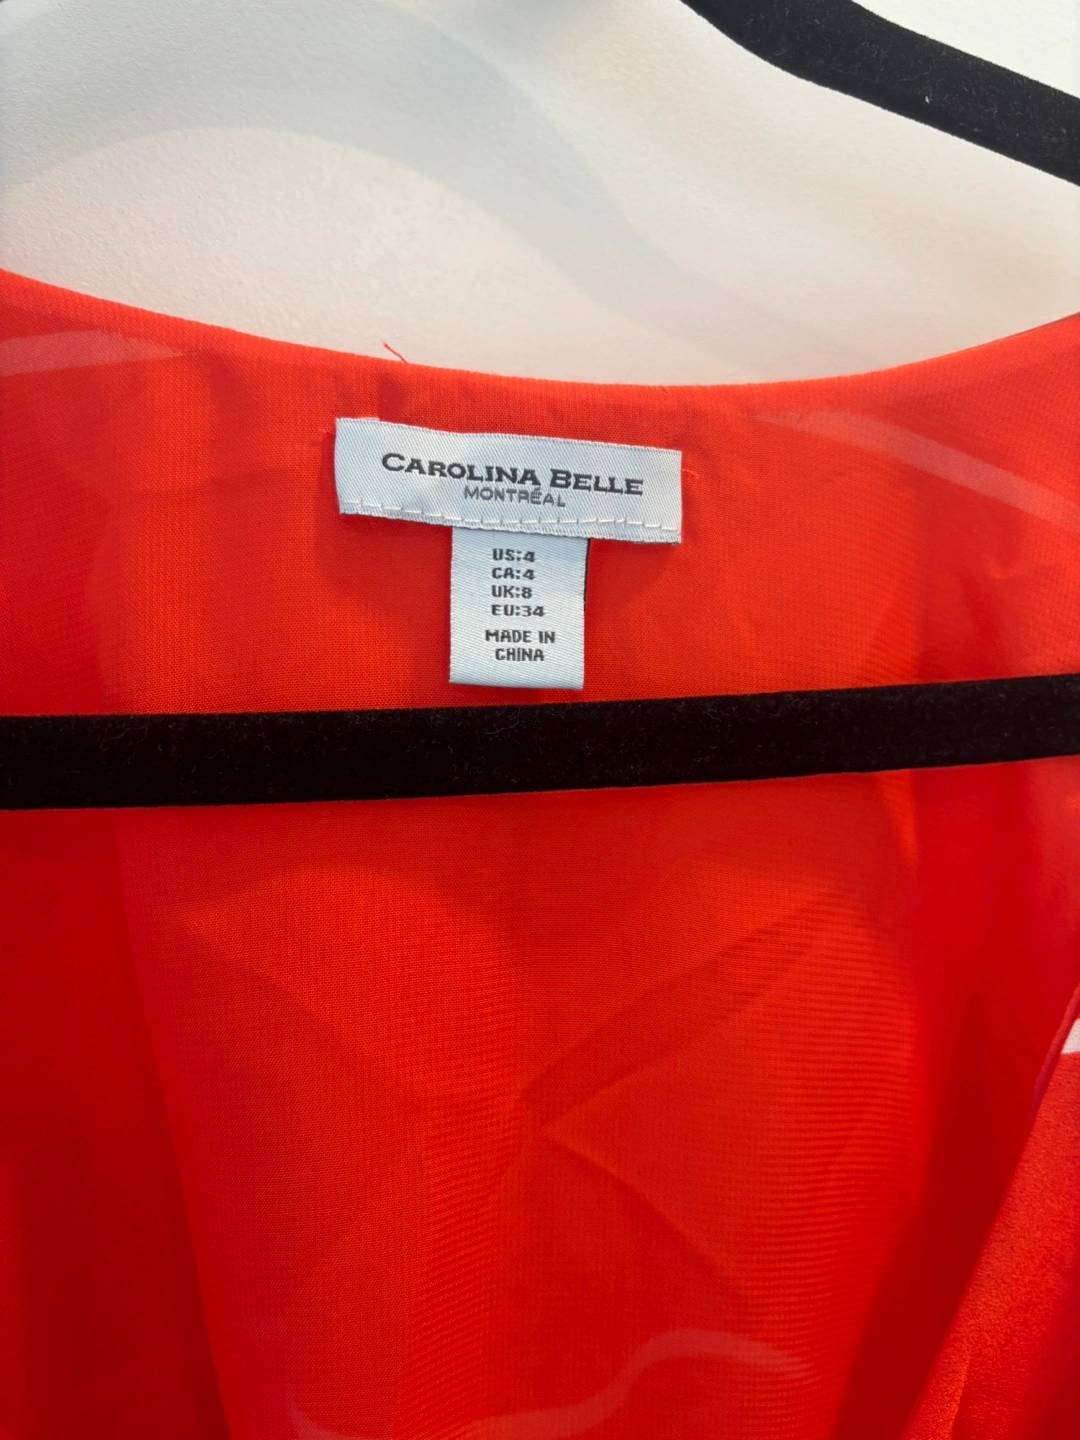 CAROLINA BELLE
MONTRÉAL
US:4
CA:4
UK:8
EU:34
MADE IN
CHINA